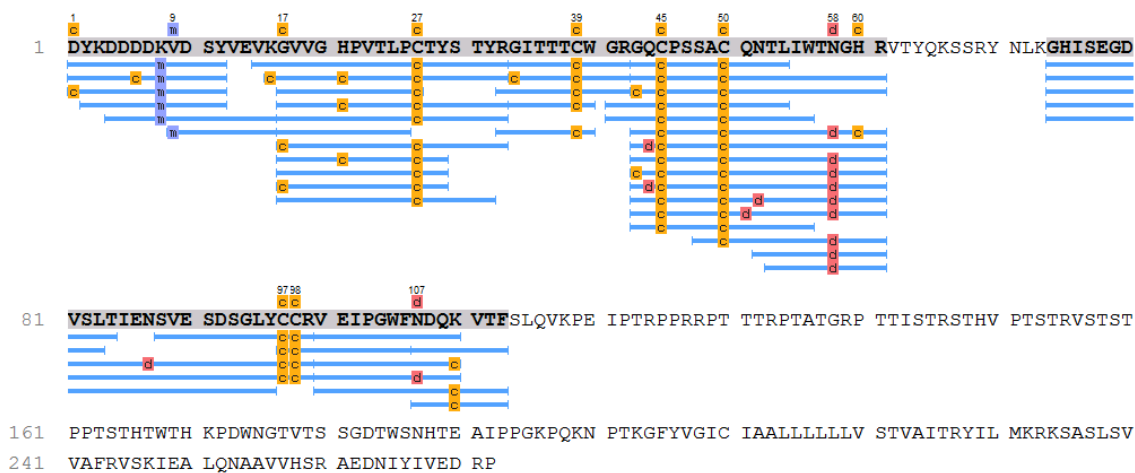 1 9 17 27 39 45 50 58 60
c m c c c c c d c
1 DYKDDDDKVD SYVEVKGVVG HPVTLPCTYS TYRGITTTCW GRGQCPSSAC QNTLIWTNGH RVTYQKSSRY NLKGHISEGD
m c c c c
c m c c c c c c c
c m c c c c
m c c c c c
m c c c
m c c c d c
c c d c c
c c c c d
c c c c
c c d c c d
c c c d
c c d d
c c
c d
d
d
97 98 107
c c d
81 VSLTIENSVE SDSGLYCCRV EIPGWFNDQK VTFSLQVKPE IPTRPPRRPT TTRPTATGRP TTISTRSTHV PTSTRVSTST
c c
c c
d c c c
c c d
c
c
161 PPTSTHTWTH KPDWNGTVTS SGDTWSNHTE AIPPGKPQKN PTKGFYVGIC IAALLLLLLV STVAITRYIL MKRKSASLSV
241 VAFRVSKIEA LQNAAVVHSR AEDNIYIVED RP